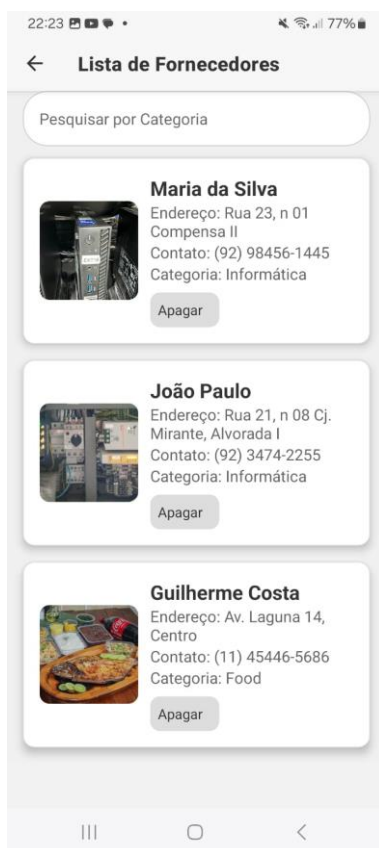 22:23
77%
Lista de Fornecedores
Pesquisar por Categoria
Maria da Silva
Endereço: Rua 23, n 01
Compensa II
Contato: (92) 98456-1445
Categoria: Informática
Apagar
João Paulo
Endereço: Rua 21, n 08 Cj.
Mirante, Alvorada I
Contato: (92) 3474-2255
Categoria: Informática
Apagar
Guilherme Costa
Endereço: Av. Laguna 14,
Centro
Contato: (11) 45446-5686
Categoria: Food
Apagar